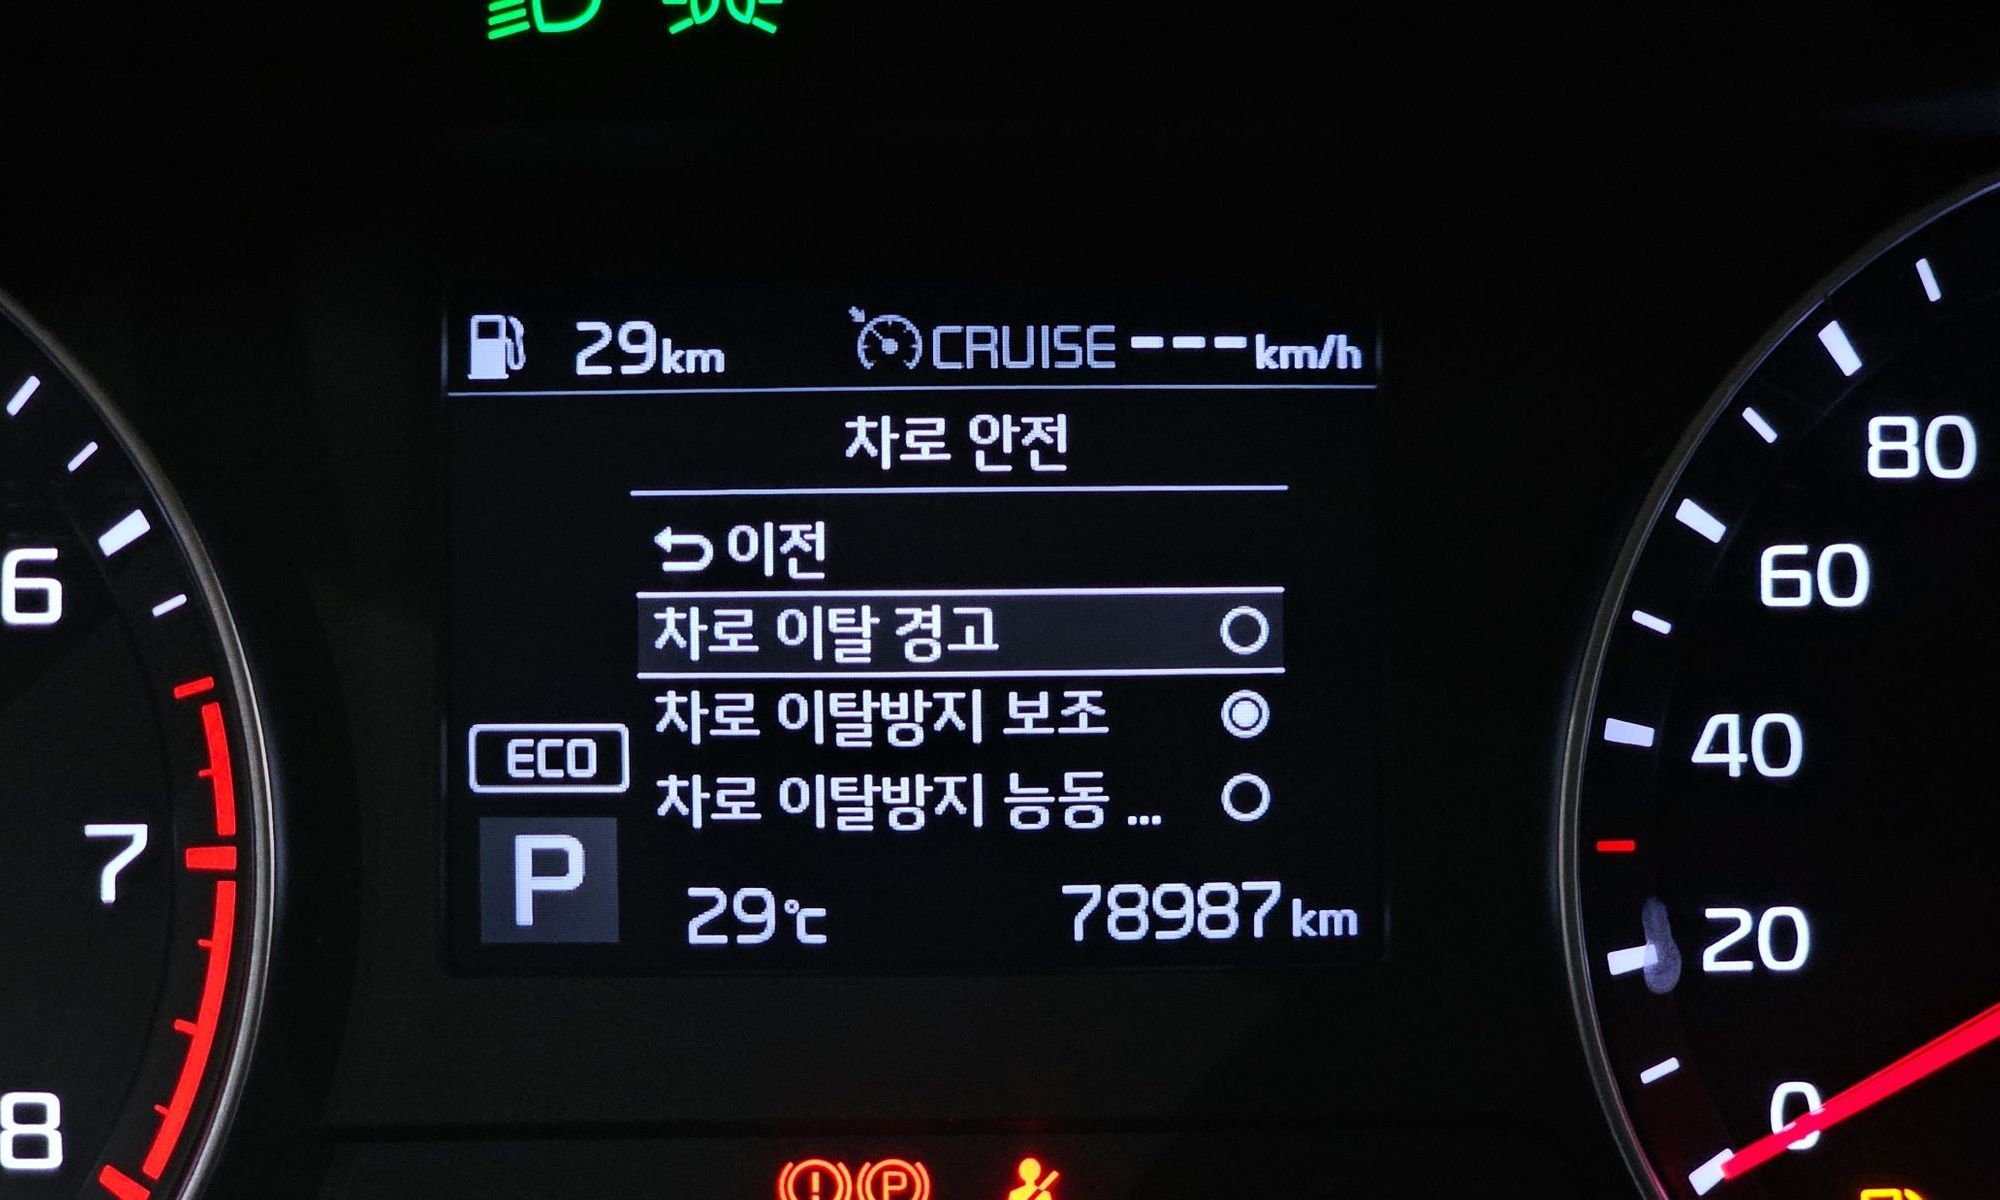 29km CRUISE ---km/h
차로 안전
이전
차로 이탈 경고
차로 이탈방지 보조
차로 이탈방지 능동 ...
ECO
P
29℃ 78987km
6
7
8
80
60
40
20
0
P